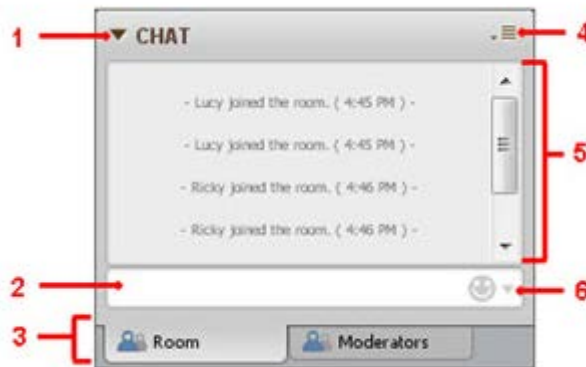 1 CHAT 4
- Lucy joined the room. ( 4:45 PM ) -
- Lucy joined the room. ( 4:45 PM ) -
5
- Ricky joined the room. ( 4:46 PM ) -
- Ricky joined the room. ( 4:46 PM ) -
2 6
3 Room Moderators